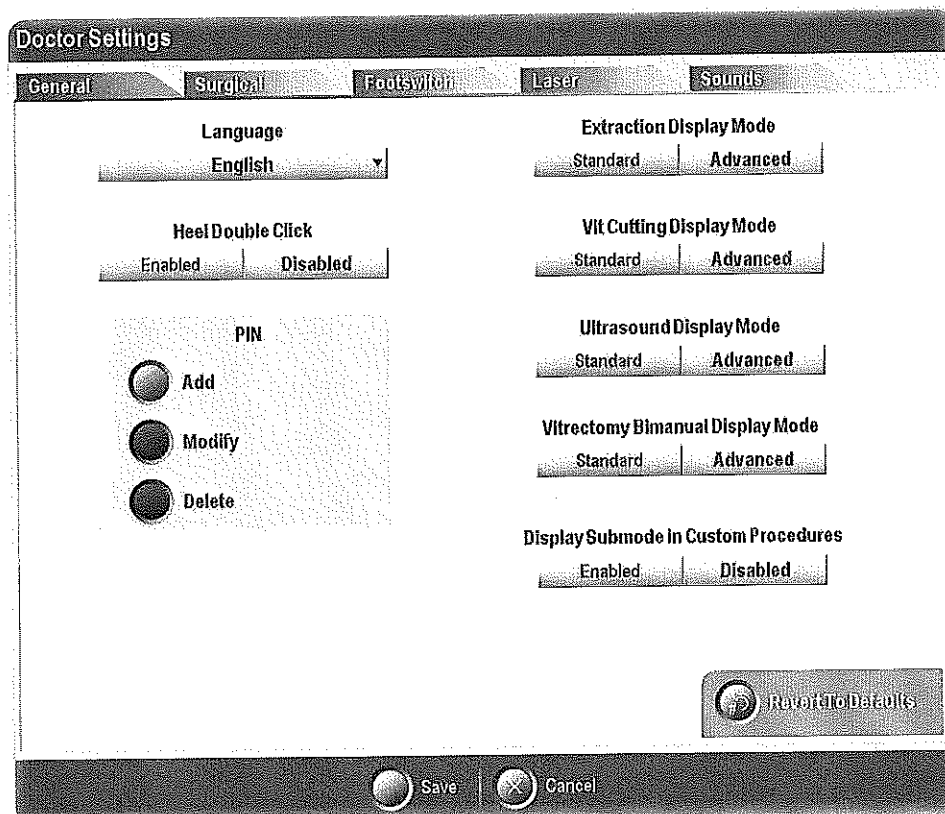 Doctor Settings
General Surgical Footswitch Laser Sounds
Language
English
Heel Double Click
Enabled Disabled
PIN
Add
Modify
Delete
Extraction Display Mode
Standard Advanced
Vit Cutting Display Mode
Standard Advanced
Ultrasound Display Mode
Standard Advanced
Vitrectomy Bimanual Display Mode
Standard Advanced
Display Submode in Custom Procedures
Enabled Disabled
Revert To Defaults
Save Cancel